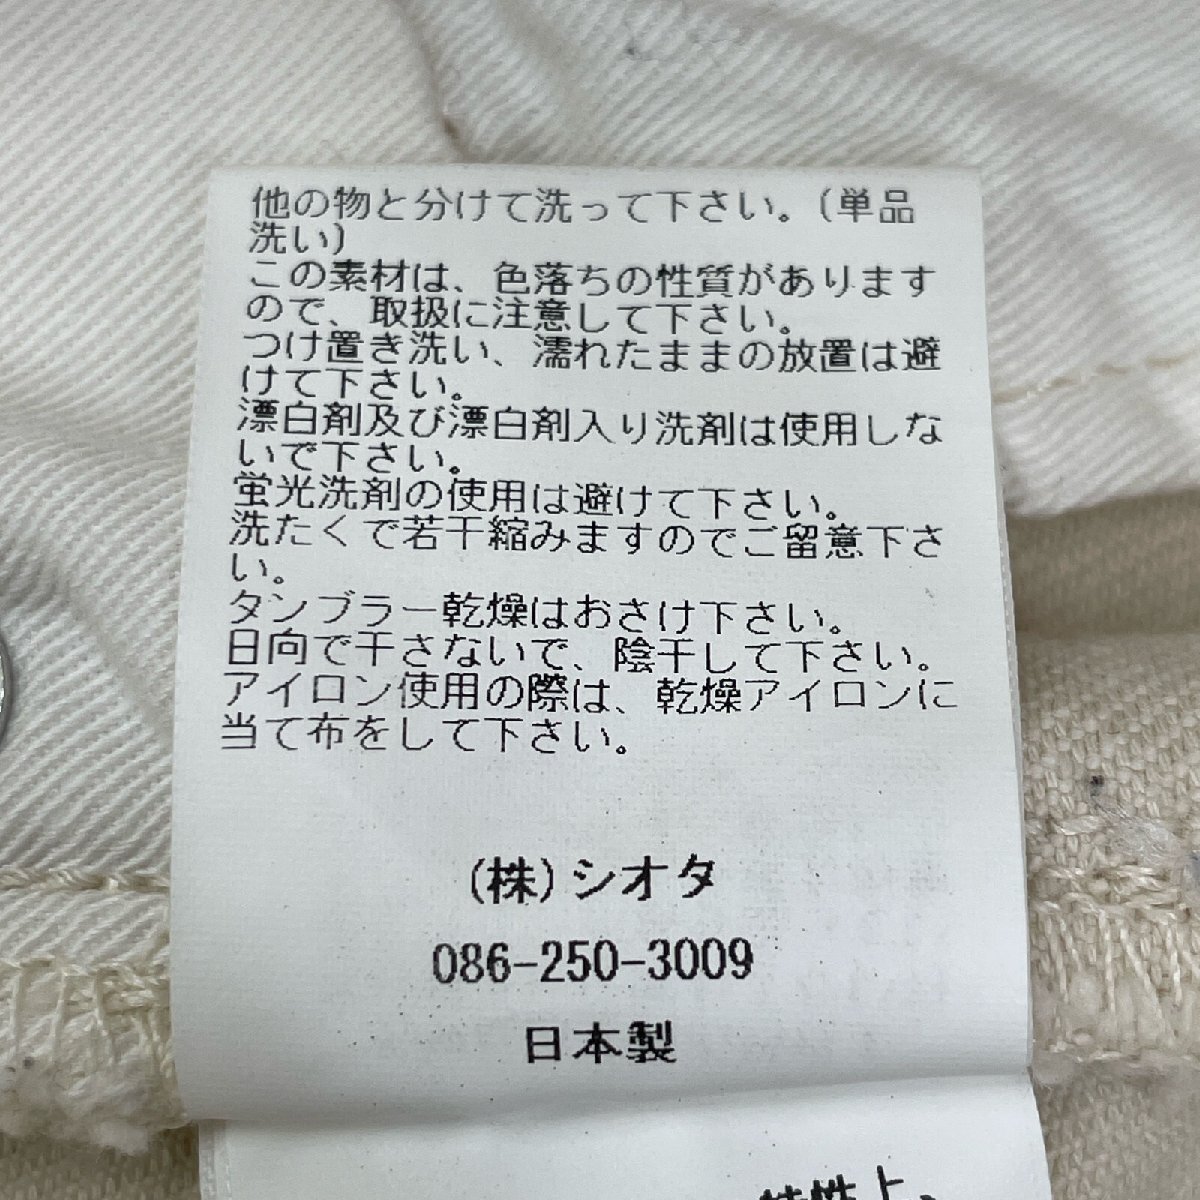 他の物と分けて洗って下さい。(単品
洗い)
この素材は、色落ちの性質があります
ので、取扱に注意して下さい。
つけ置き洗い、濡れたままの放置は避
けて下さい。
漂白剤及び漂白剤入り洗剤は使用しな
いで下さい。
蛍光洗剤の使用は避けて下さい。
洗たくで若干縮みますのでご留意下さ
い。
タンブラー乾燥はおさけ下さい。
日向で干さないで、陰干して下さい。
アイロン使用の際は、乾燥アイロンに
当て布をして下さい。
(株)シオタ
086-250-3009
日本製
特性上、